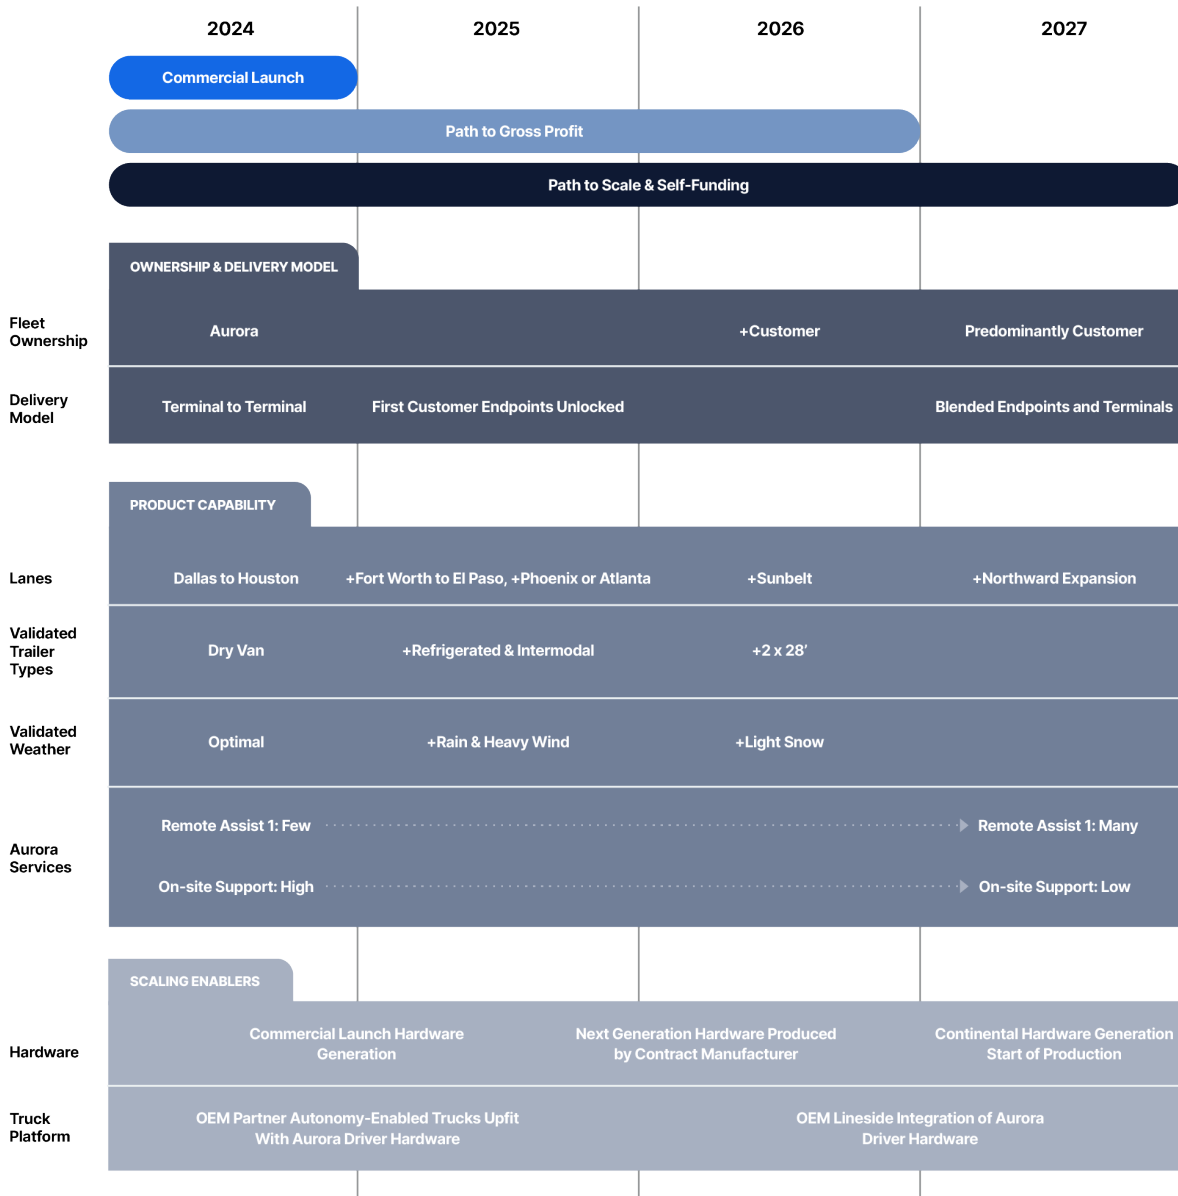 2024
2025
2026
2027
Commercial Launch
Path to Gross Profit
Path to Scale & Self-Funding
OWNERSHIP & DELIVERY MODEL
Fleet
Ownership
Aurora
+Customer
Predominantly Customer
Delivery
Model
Terminal to Terminal
First Customer Endpoints Unlocked
Blended Endpoints and Terminals
PRODUCT CAPABILITY
Lanes
Dallas to Houston
+Fort Worth to El Paso, +Phoenix or Atlanta
+Sunbelt
+Northward Expansion
Validated
Trailer
Types
Dry Van
+Refrigerated & Intermodal
+2 x 28’
Validated
Weather
Optimal
+Rain & Heavy Wind
+Light Snow
Aurora
Services
Remote Assist 1: Few
Remote Assist 1: Many
On-site Support: High
On-site Support: Low
SCALING ENABLERS
Hardware
Commercial Launch Hardware
Generation
Next Generation Hardware Produced
by Contract Manufacturer
Continental Hardware Generation
Start of Production
Truck
Platform
OEM Partner Autonomy-Enabled Trucks Upfit
With Aurora Driver Hardware
OEM Lineside Integration of Aurora
Driver Hardware